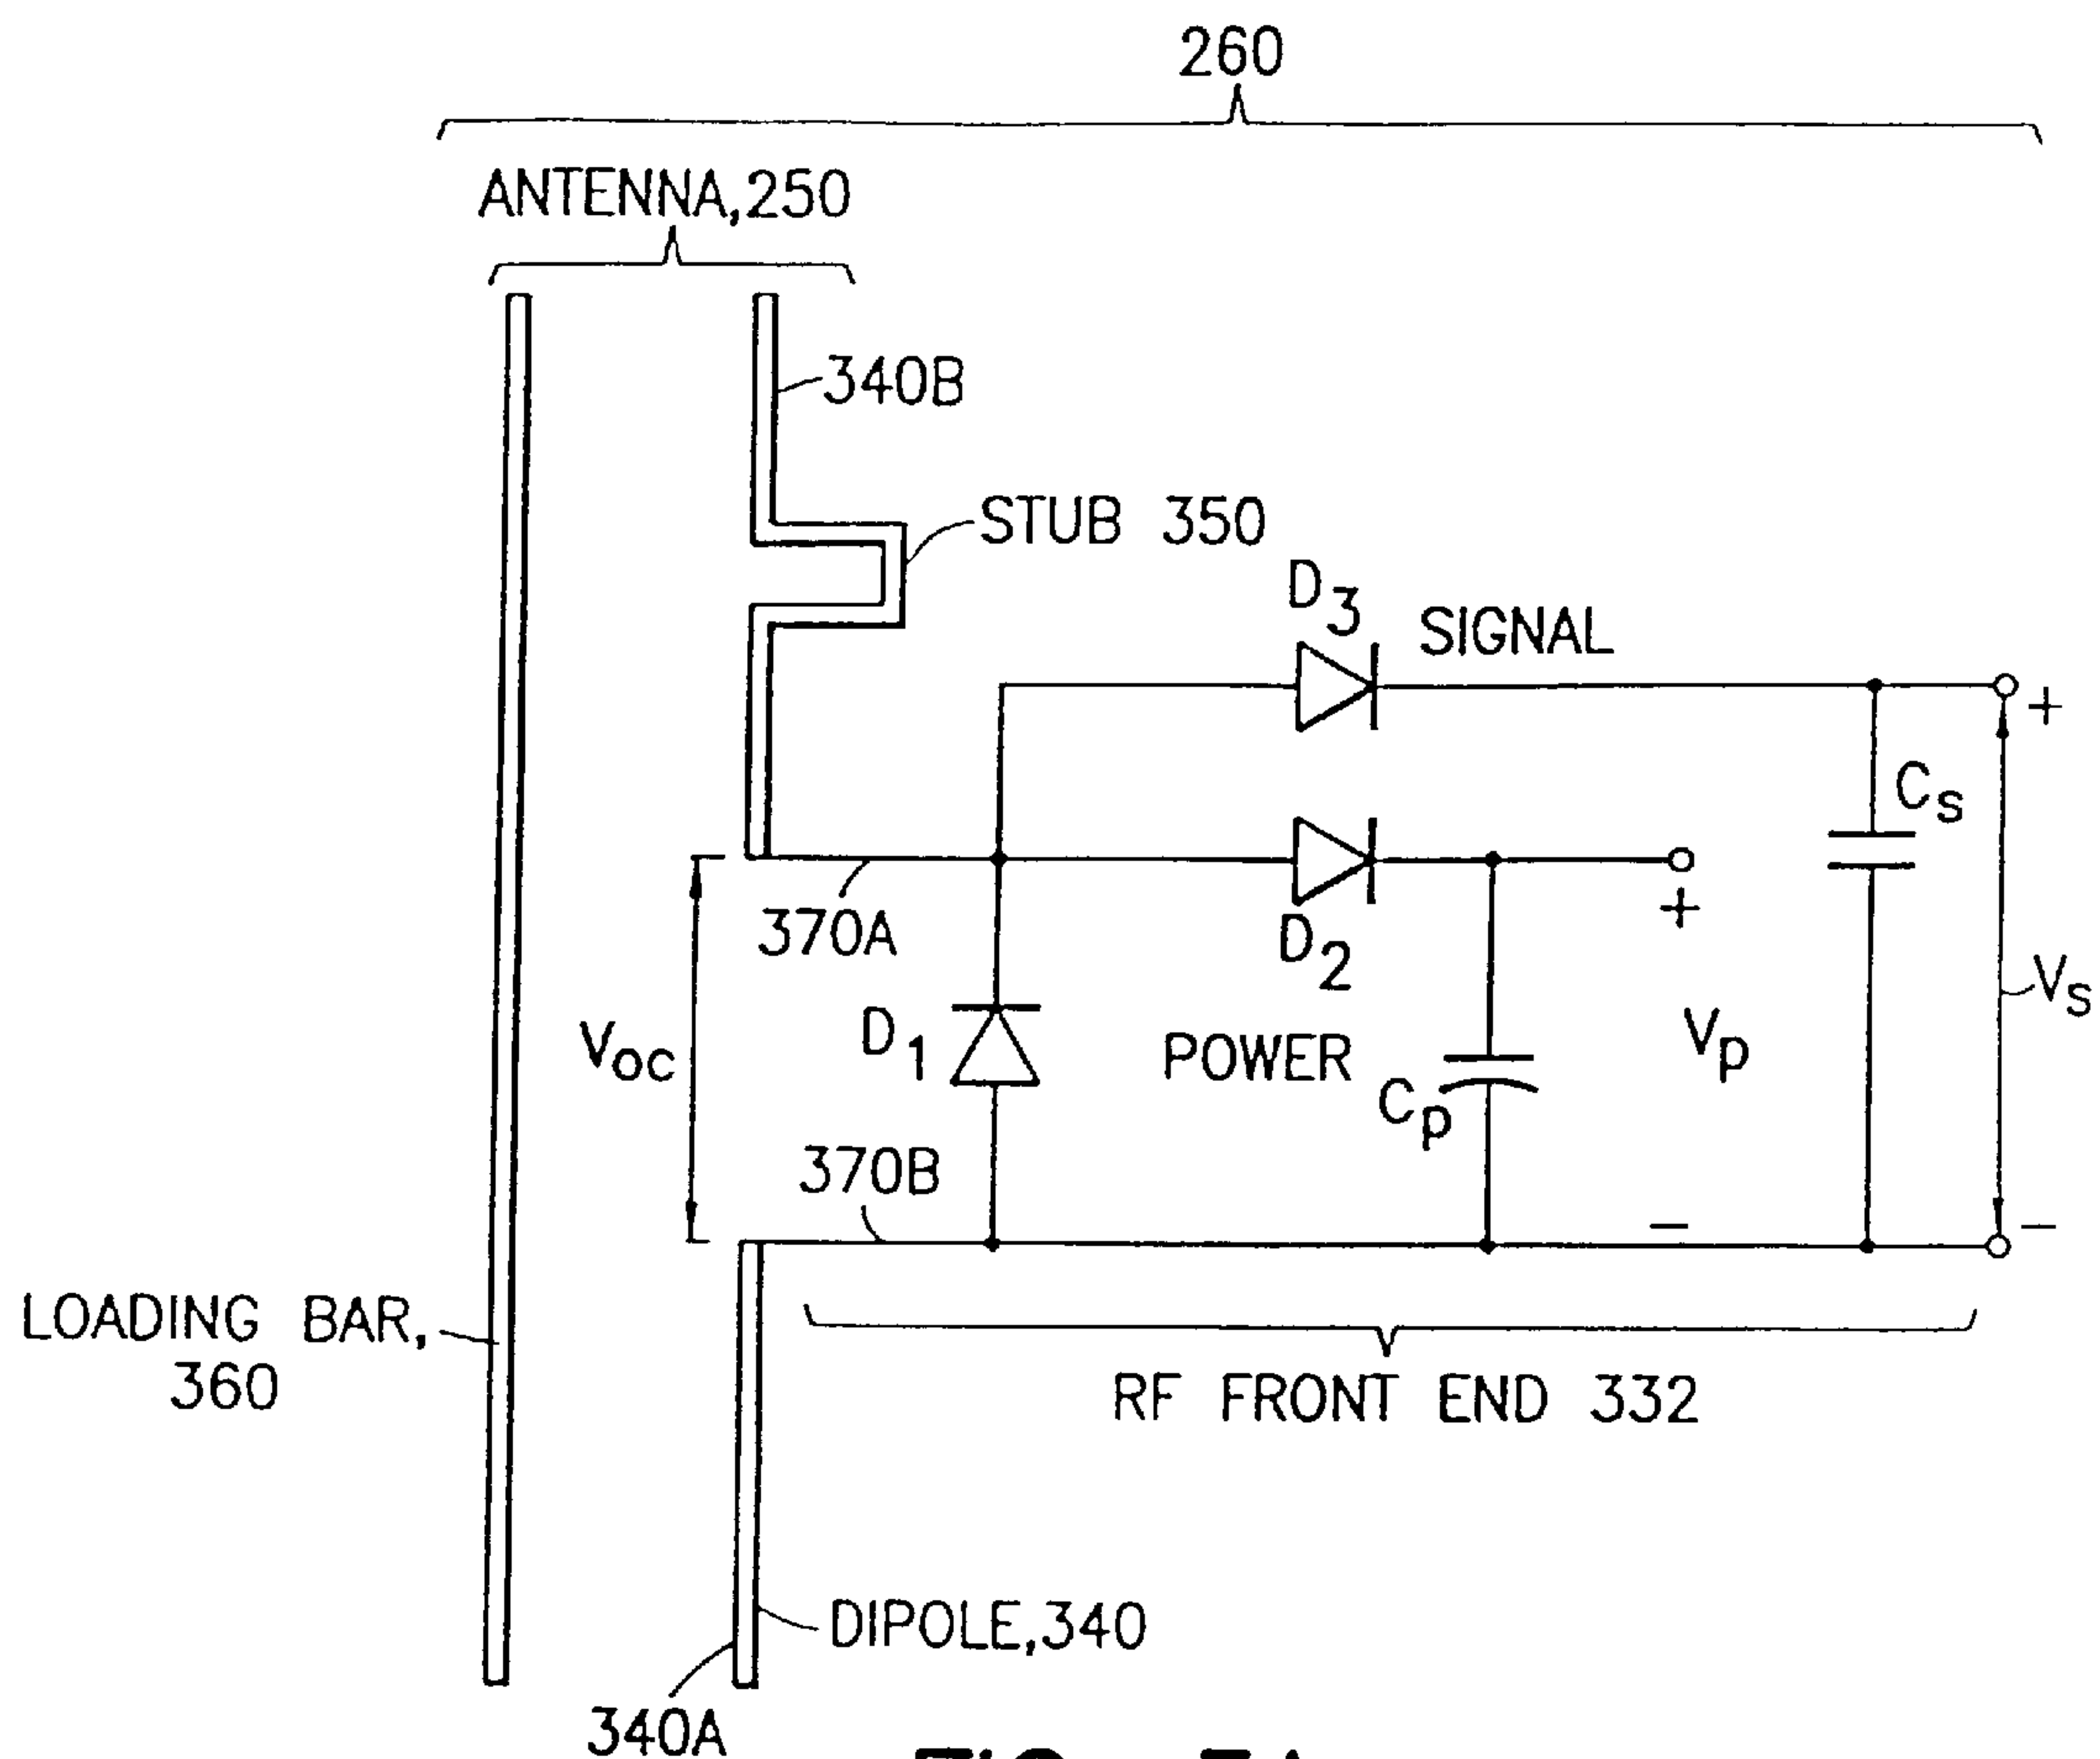 260
ANTENNA,250
340B
STUB 350
D3
SIGNAL
+
Cs
370A
D2
+
Voc
D1
POWER
Cp
Vp
Vs
370B
−
−
LOADING BAR,
360
RF FRONT END 332
DIPOLE,340
340A